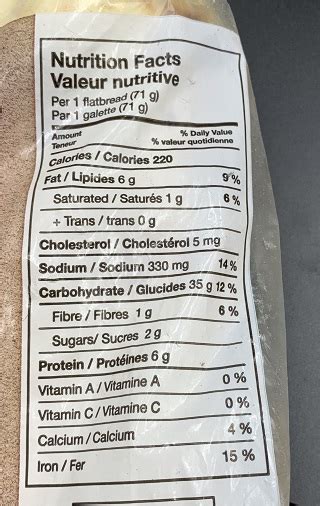 Nutrition Facts
Valeur nutritive
Per 1 flatbread (71 g)
Par 1 galette (71 g)
Amount % Daily Value
Teneur % valeur quotidienne
Calories / Calories 220
Fat / Lipides 6 g 9 %
Saturated / Saturés 1 g 6 %
+ Trans / trans 0 g
Cholesterol / Cholestérol 5 mg
Sodium / Sodium 330 mg 14 %
Carbohydrate / Glucides 35 g 12 %
Fibre / Fibres 1 g 6 %
Sugars / Sucres 2 g
Protein / Protéines 6 g
Vitamin A / Vitamine A 0 %
Vitamin C / Vitamine C 0 %
Calcium / Calcium 4 %
Iron / Fer 15 %